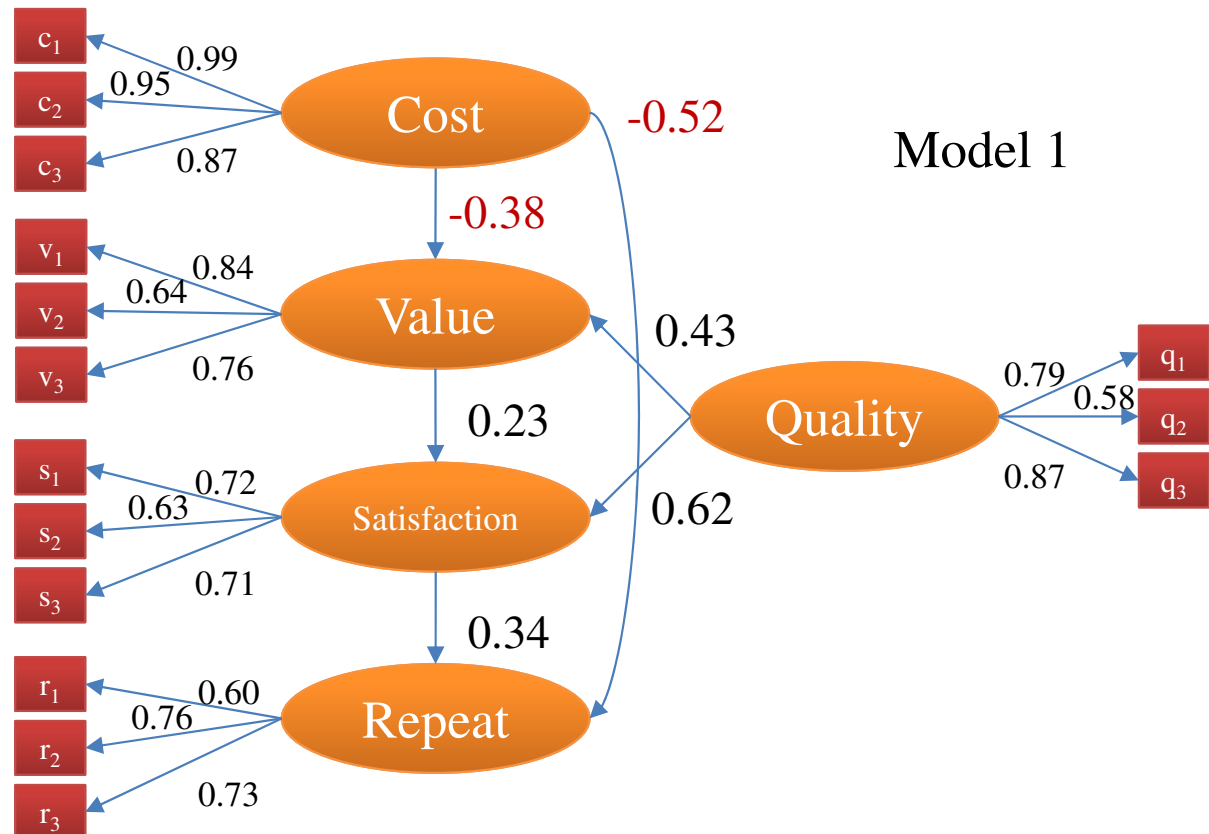 c1
0.99
0.95
c2
Cost
-0.52
Model 1
c3
0.87
-0.38
v1
0.84
0.64
v2
Value
0.43
v3
0.76
0.79
q1
0.58
0.23
Quality
q2
0.87
q3
s1
0.72
0.63
s2
Satisfaction
0.62
s3
0.71
0.34
r1
0.60
0.76
r2
Repeat
0.73
r3